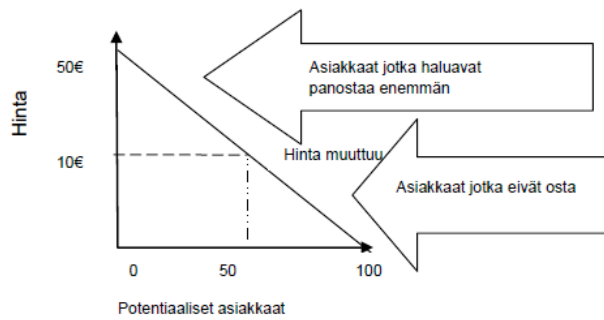 50€
Asiakkaat jotka haluavat
panostaa enemmän
Hinta
10€
Hinta muuttuu
Asiakkaat jotka eivät osta
0
50
100
Potentiaaliset asiakkaat